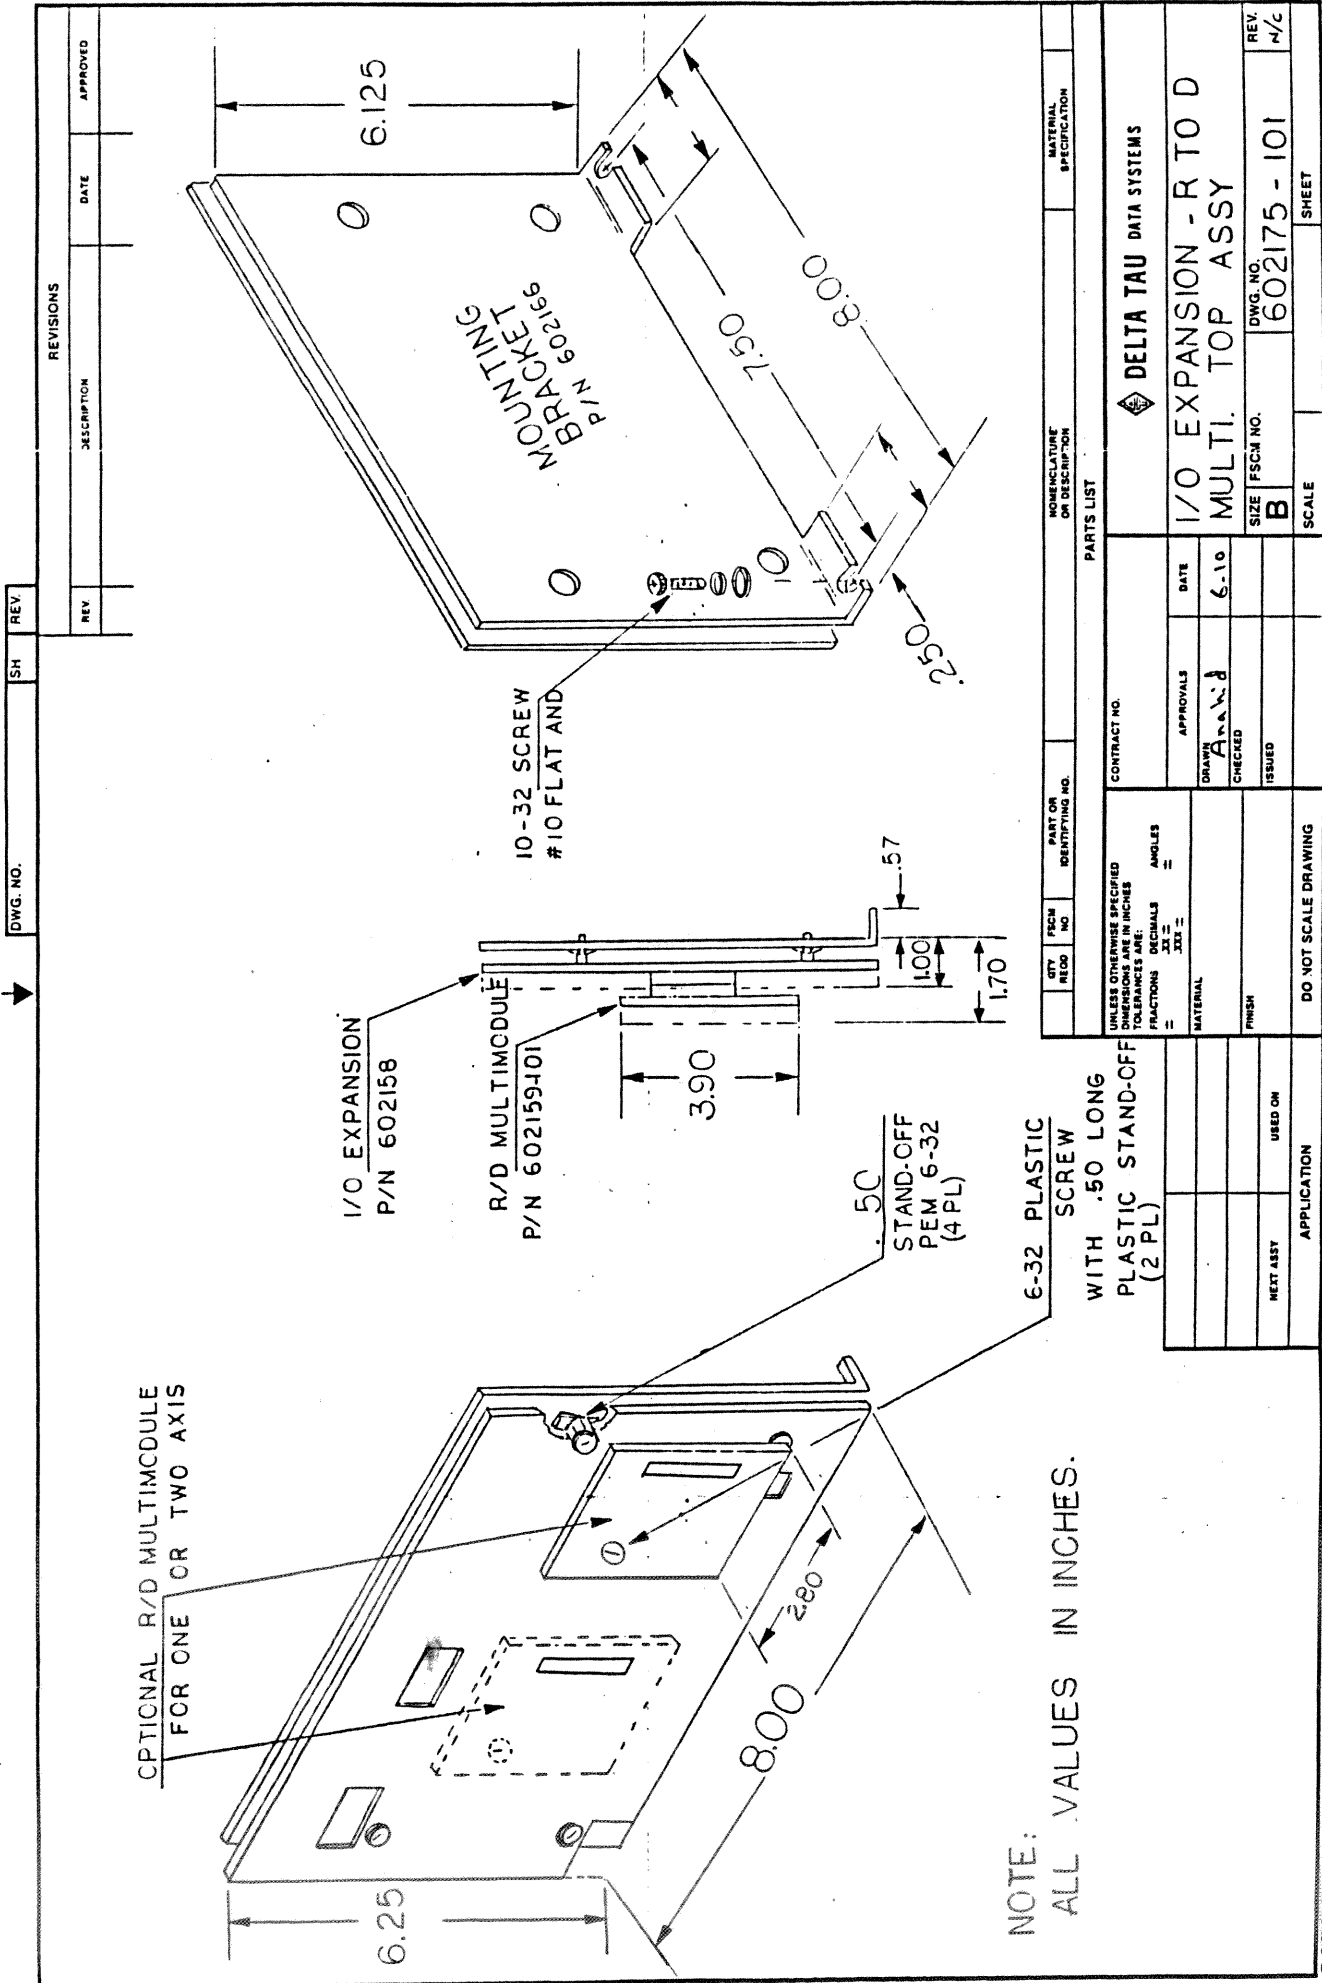 DWG. NO.
SH
REV.
REVISIONS
REV.
DESCRIPTION
DATE
APPROVED
OPTIONAL R/D MULTIMODULE
FOR ONE OR TWO AXIS
6.25
8.00
2.80
I/O EXPANSION
P/N 602158
R/D MULTIMODULE
P/N 602159-101
3.90
.57
1.00
1.70
.50
STAND-OFF
PEM 6-32
(4 PL)
6-32 PLASTIC
SCREW
WITH .50 LONG
PLASTIC STAND-OFF
(2 PL)
10-32 SCREW
#10 FLAT AND
MOUNTING
BRACKET
P/N 602166
6.125
7.50
8.00
.250
NOTE:
ALL VALUES IN INCHES.
QTY REQD
FSCM NO
PART OR IDENTIFYING NO.
NOMENCLATURE OR DESCRIPTION
MATERIAL SPECIFICATION
PARTS LIST
UNLESS OTHERWISE SPECIFIED
DIMENSIONS ARE IN INCHES
TOLERANCES ARE:
FRACTIONS DECIMALS ANGLES
± .XX ± ±
.XXX ±
MATERIAL
FINISH
DO NOT SCALE DRAWING
NEXT ASSY
USED ON
APPLICATION
CONTRACT NO.
APPROVALS
DATE
DRAWN
Anahid
6-10
CHECKED
ISSUED
DELTA TAU DATA SYSTEMS
I/O EXPANSION - R TO D
MULTI. TOP ASSY
SIZE
B
FSCM NO.
DWG. NO.
602175-101
REV.
N/C
SCALE
SHEET